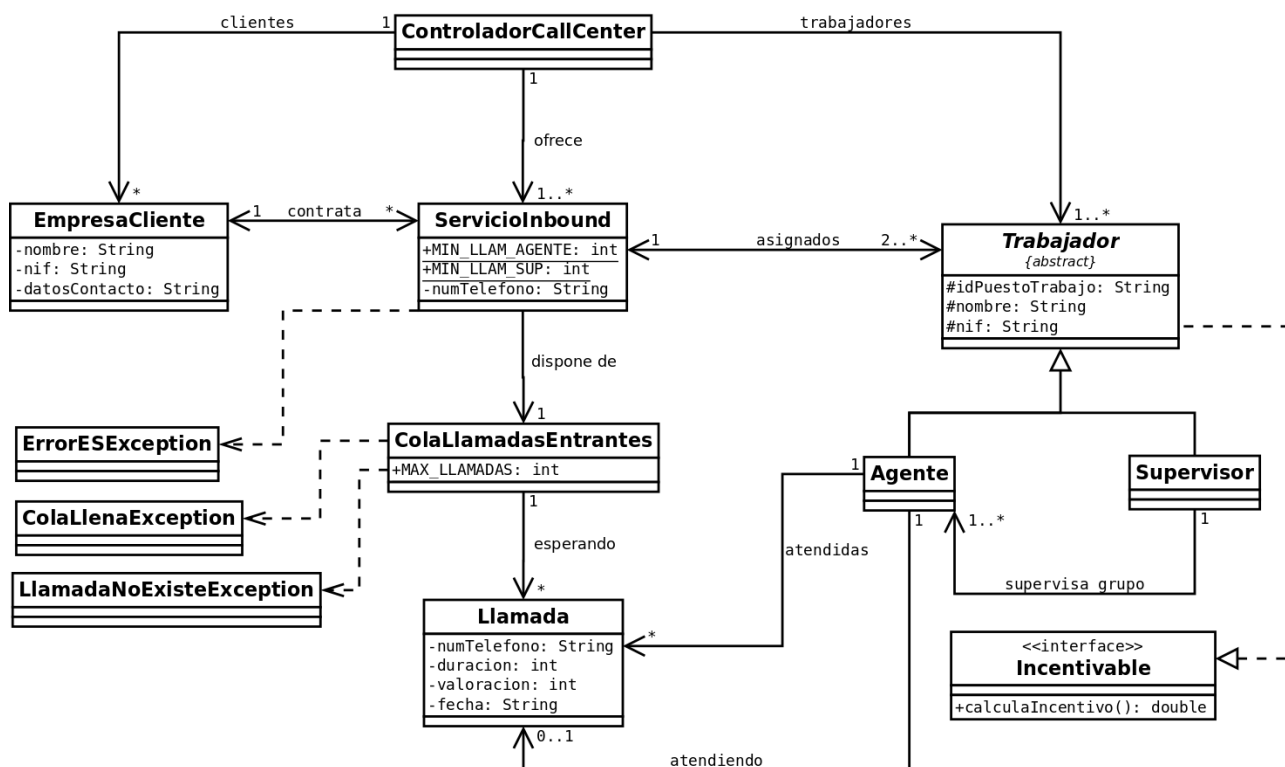 clientes
1
ControladorCallCenter
trabajadores
1
ofrece
*
1..*
1..*
EmpresaCliente
-nombre: String
-nif: String
-datosContacto: String
1
contrata
*
ServicioInbound
+MIN_LLAM_AGENTE: int
+MIN_LLAM_SUP: int
-numTelefono: String
1
asignados
2..*
Trabajador
{abstract}
#idPuestoTrabajo: String
#nombre: String
#nif: String
dispone de
1
ErrorESException
ColaLlamadasEntrantes
+MAX_LLAMADAS: int
1
1
Agente
Supervisor
ColaLlenaException
1
1..*
1
esperando
atendidas
LlamadaNoExisteException
supervisa grupo
*
Llamada
-numTelefono: String
-duracion: int
-valoracion: int
-fecha: String
*
<<interface>>
Incentivable
+calculaIncentivo(): double
0..1
atendiendo